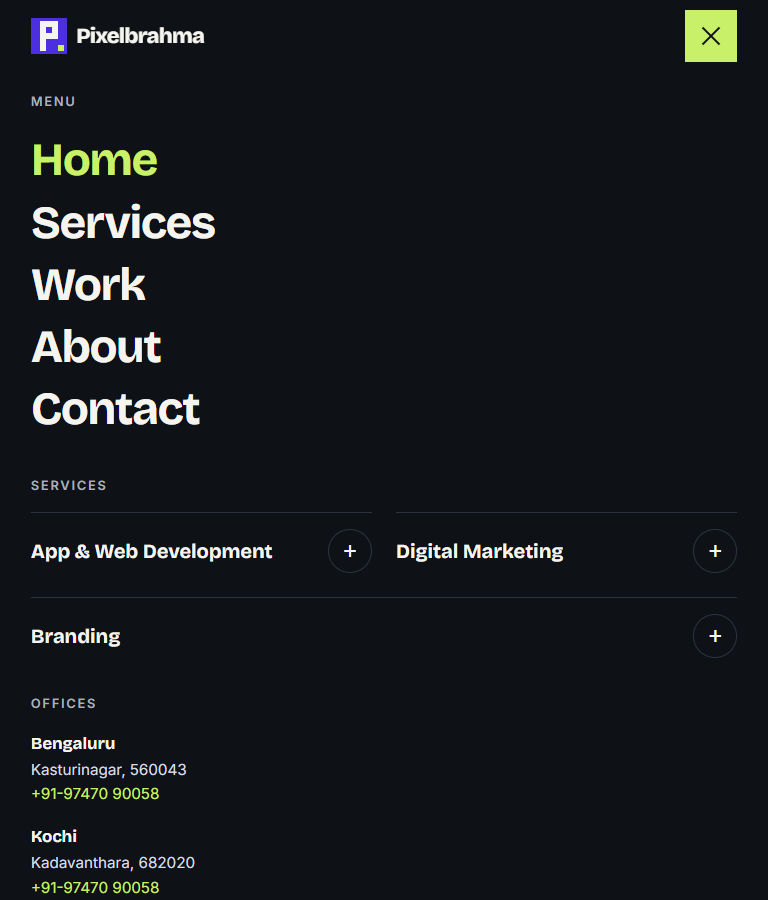 Pixelbrahma
MENU
Home
Services
Work
About
Contact
SERVICES
App & Web Development
Digital Marketing
Branding
OFFICES
Bengaluru
Kasturinagar, 560043
+91-97470 90058
Kochi
Kadavanthara, 682020
+91-97470 90058